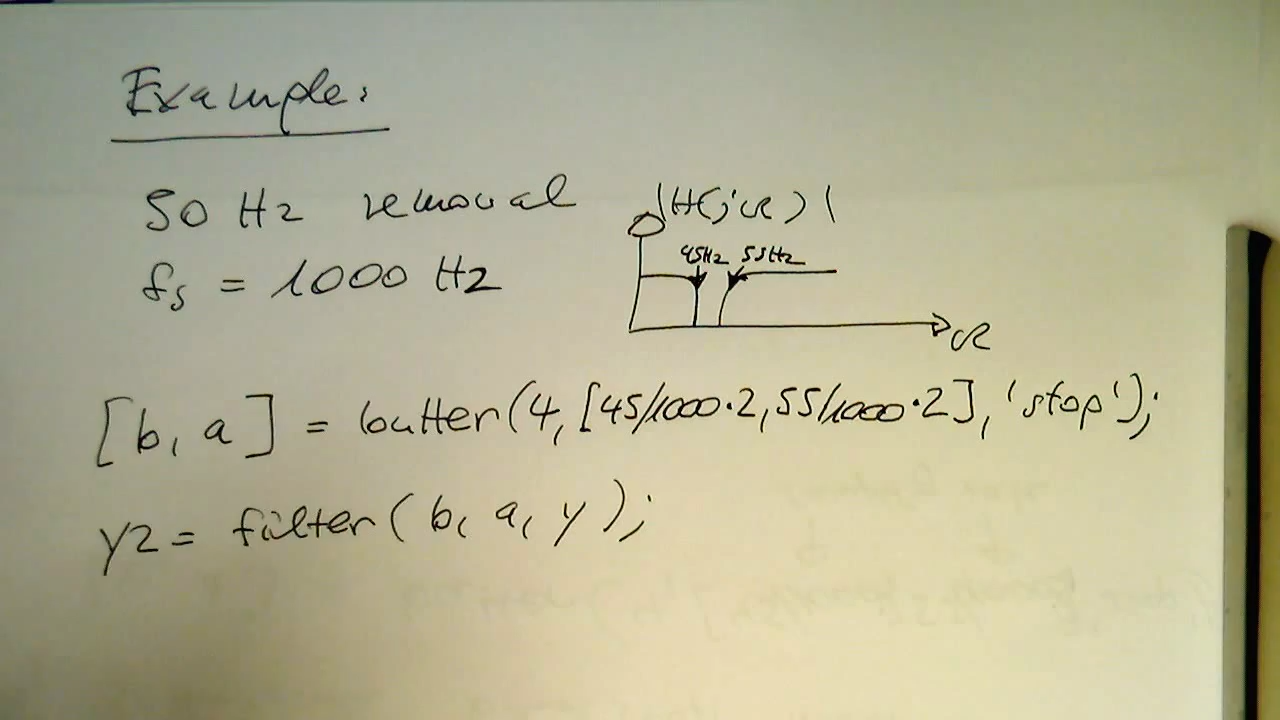 Example:
50 Hz removal
|H(jω)|
45Hz 55Hz
fs = 1000 Hz
ω
[b, a] = butter(4, [45/1000·2, 55/1000·2], 'stop');
y2 = filter(b, a, y);